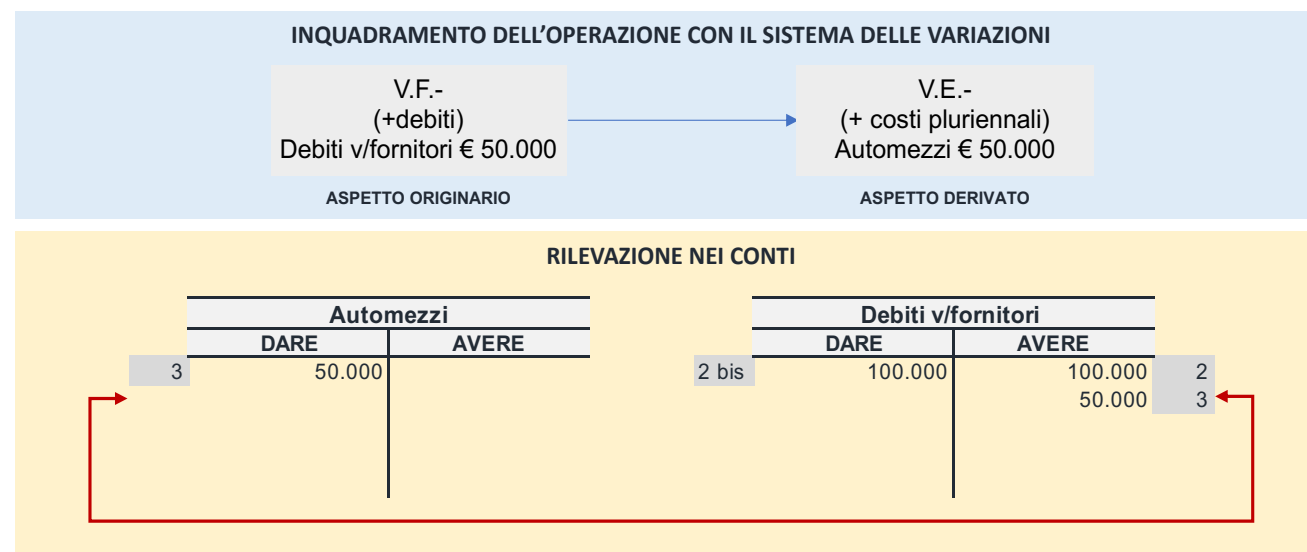 INQUADRAMENTO DELL’OPERAZIONE CON IL SISTEMA DELLE VARIAZIONI
V.F.-
(+debiti)
Debiti v/fornitori € 50.000
V.E.-
(+ costi pluriennali)
Automezzi € 50.000
ASPETTO ORIGINARIO
ASPETTO DERIVATO
RILEVAZIONE NEI CONTI
Automezzi
DARE AVERE
3 50.000
Debiti v/fornitori
DARE AVERE
2 bis 100.000 100.000 2
50.000 3